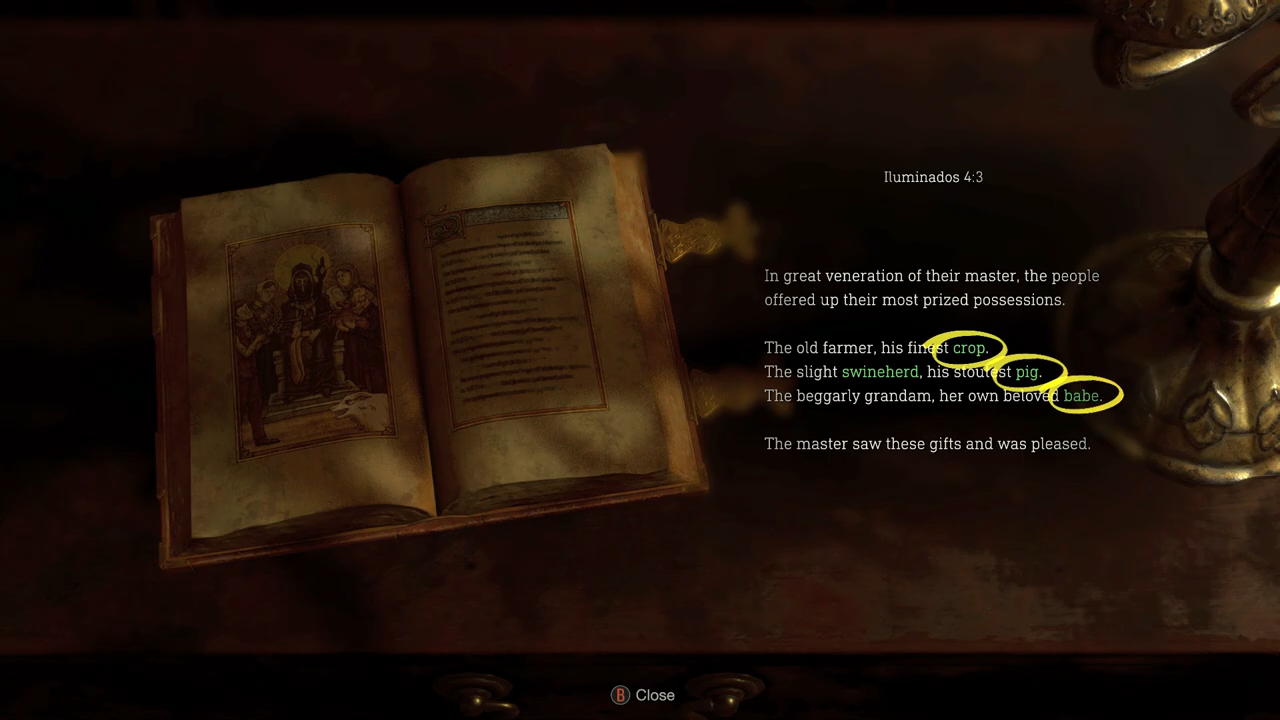 Iluminados 4:3
In great veneration of their master, the people
offered up their most prized possessions.
The old farmer, his finest crop.
The slight swineherd, his stoutest pig.
The beggarly grandam, her own beloved babe.
The master saw these gifts and was pleased.
B Close